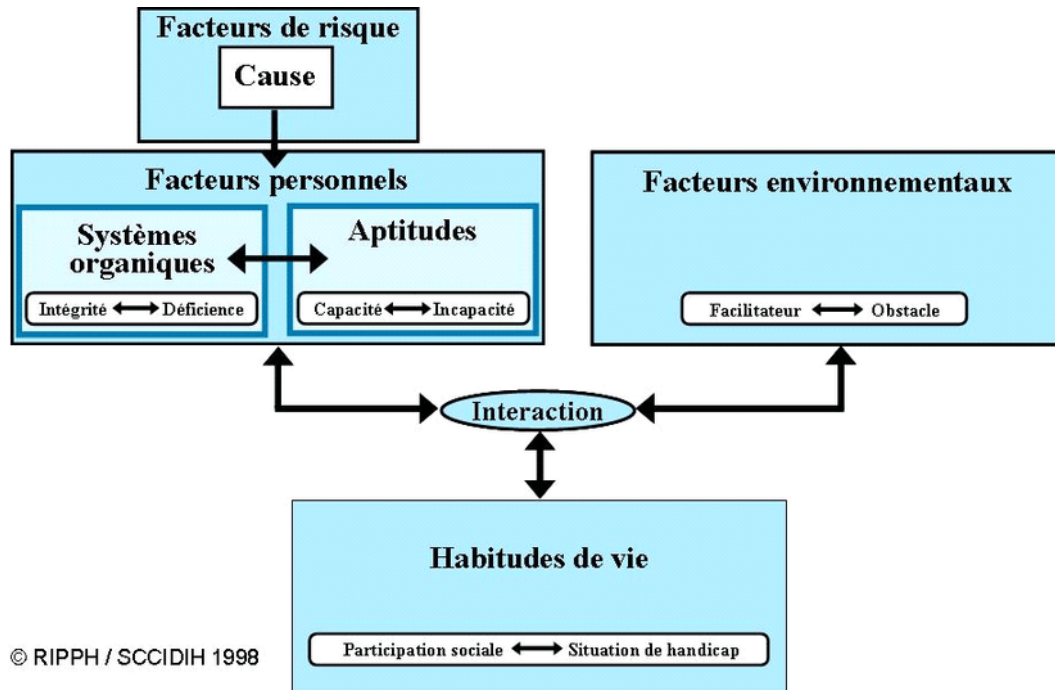 Facteurs de risque
Cause
Facteurs personnels
Systèmes
organiques
Intégrité Déficience
Aptitudes
Capacité Incapacité
Facteurs environnementaux
Facilitateur Obstacle
Interaction
Habitudes de vie
Participation sociale Situation de handicap
© RIPPH / SCCIDIH 1998